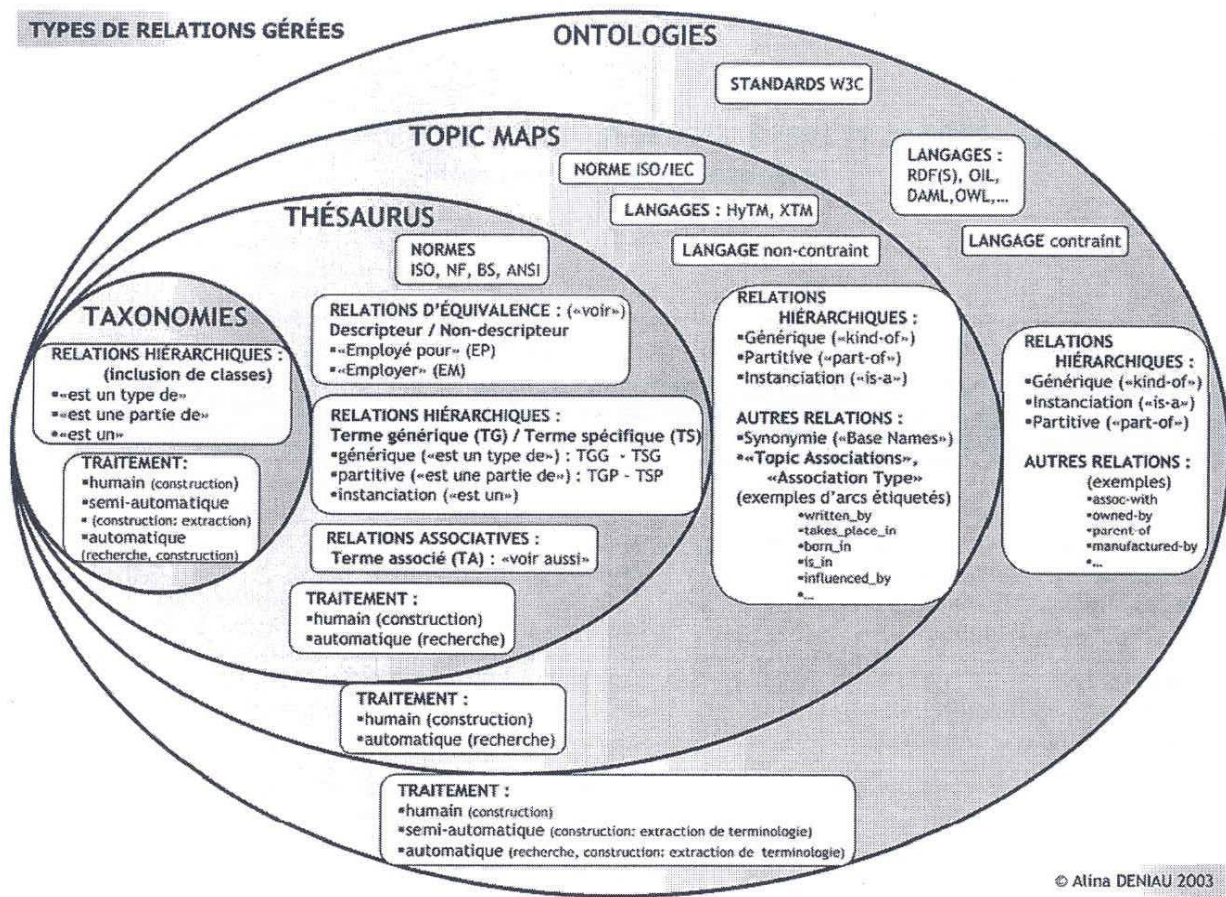 TYPES DE RELATIONS GÉRÉES
ONTOLOGIES
STANDARDS W3C
LANGAGES :
RDF(S), OIL,
DAML,OWL,...
LANGAGE contraint
RELATIONS
HIÉRARCHIQUES :
▪Générique («kind-of»)
▪Instanciation («is-a»)
▪Partitive («part-of»)
AUTRES RELATIONS :
(exemples)
▪assoc-with
▪owned-by
▪parent-of
▪manufactured-by
▪...
TOPIC MAPS
NORME ISO/IEC
LANGAGES : HyTM, XTM
LANGAGE non-contraint
RELATIONS
HIÉRARCHIQUES :
▪Générique («kind-of»)
▪Partitive («part-of»)
▪Instanciation («is-a»)
AUTRES RELATIONS :
▪Synonymie («Base Names»)
▪«Topic Associations»,
«Association Type»
(exemples d'arcs étiquetés)
▪written_by
▪takes_place_in
▪born_in
▪is_in
▪influenced_by
▪...
THÉSAURUS
NORMES
ISO, NF, BS, ANSI
RELATIONS D'ÉQUIVALENCE : («voir»)
Descripteur / Non-descripteur
▪«Employé pour» (EP)
▪«Employer» (EM)
RELATIONS HIÉRARCHIQUES :
Terme générique (TG) / Terme spécifique (TS)
▪générique («est un type de») : TGG - TSG
▪partitive («est une partie de») : TGP - TSP
▪instanciation («est un»)
RELATIONS ASSOCIATIVES :
Terme associé (TA) : «voir aussi»
TRAITEMENT :
▪humain (construction)
▪automatique (recherche)
TAXONOMIES
RELATIONS HIÉRARCHIQUES :
(inclusion de classes)
▪«est un type de»
▪«est une partie de»
▪«est un»
TRAITEMENT:
▪humain (construction)
▪semi-automatique
▪ (construction: extraction)
▪automatique
(recherche, construction)
TRAITEMENT :
▪humain (construction)
▪automatique (recherche)
TRAITEMENT :
▪humain (construction)
▪semi-automatique (construction: extraction de terminologie)
▪automatique (recherche, construction: extraction de terminologie)
© Alina DENIAU 2003